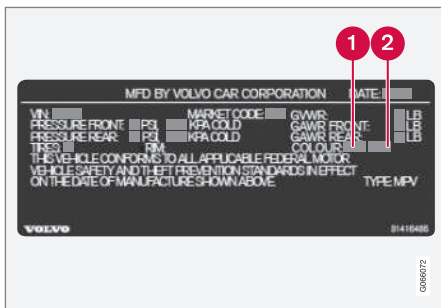 1 2
MFD BY VOLVO CAR CORPORATION DATE:
VIN: MARKET CODE: GVWR: LB
PRESSURE FRONT: PSI, KPA COLD GAWR FRONT: LB
PRESSURE REAR: PSI, KPA COLD GAWR REAR: LB
TIRES: RIM: COLOUR:
THIS VEHICLE CONFORMS TO ALL APPLICABLE FEDERAL MOTOR
VEHICLE SAFETY AND THEFT PREVENTION STANDARDS IN EFFECT
ON THE DATE OF MANUFACTURE SHOWN ABOVE. TYPE: MPV
VOLVO 31416486
G066072